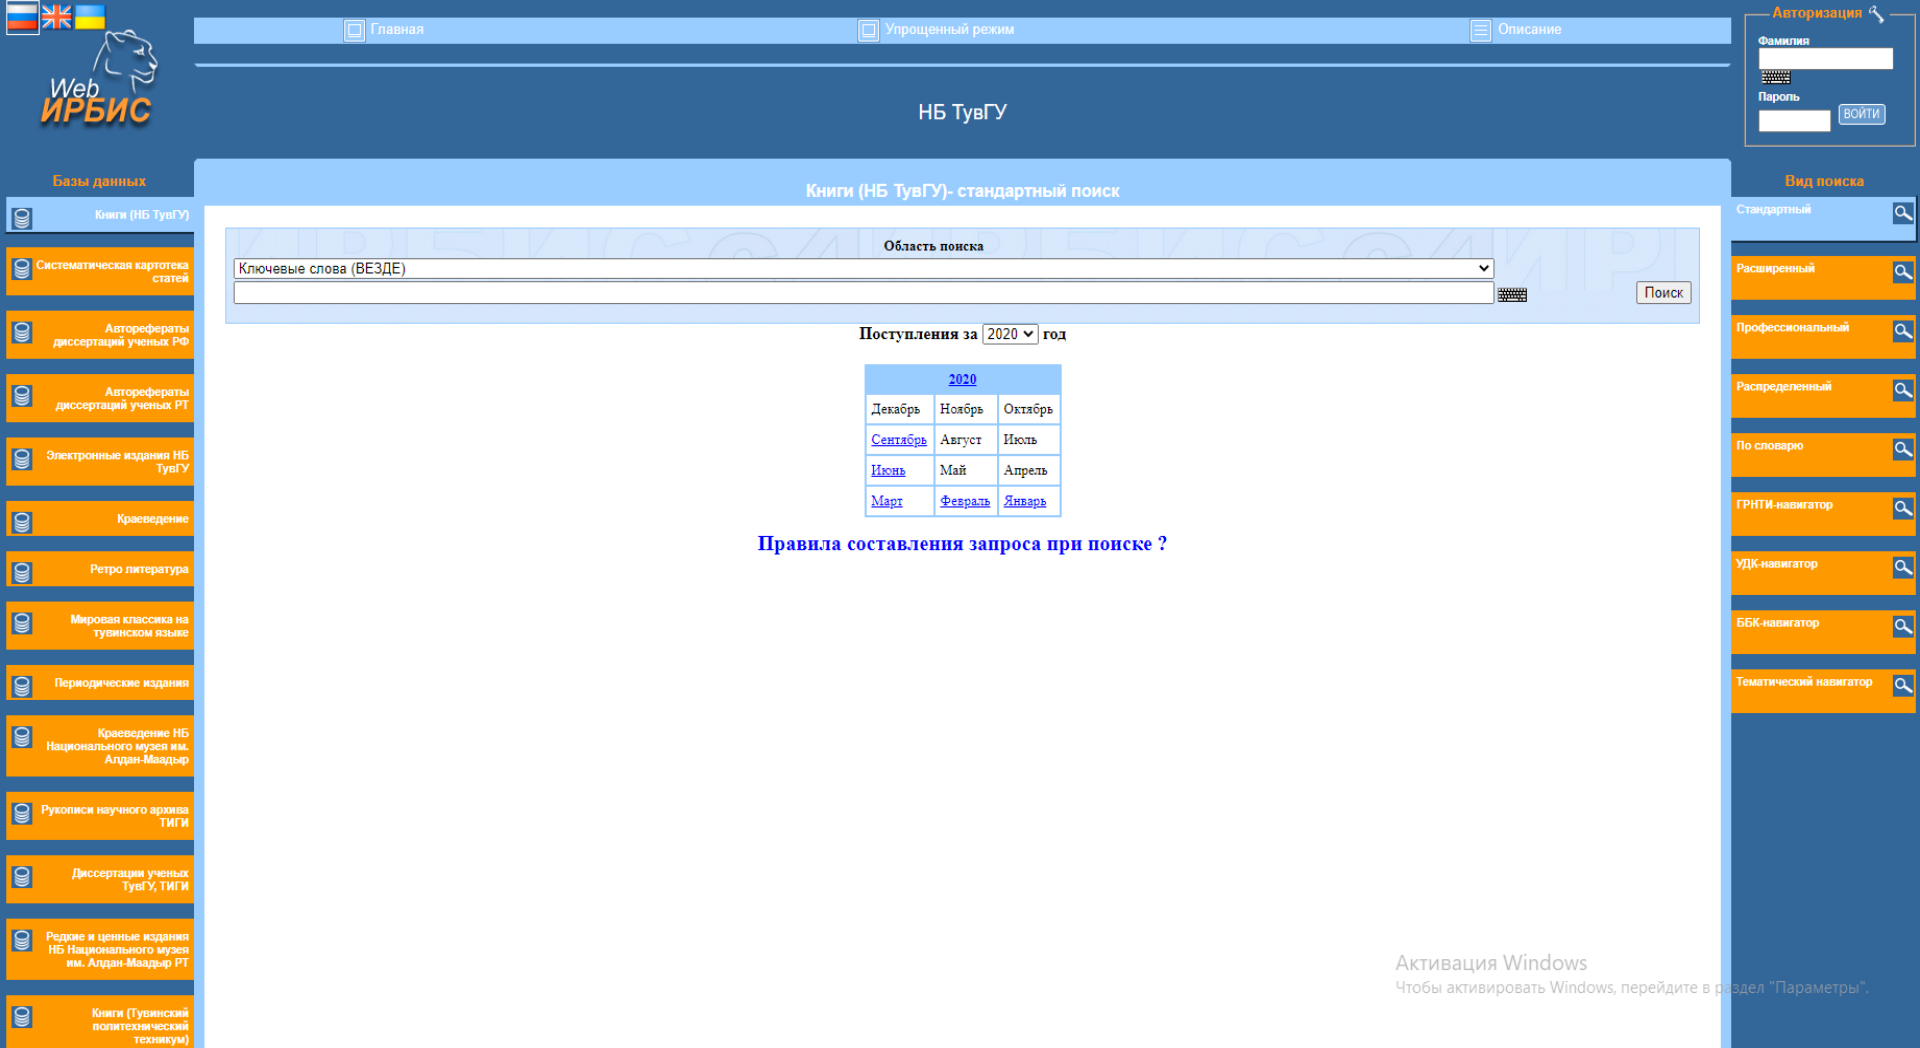 Web
ИРБИС
Главная
Упрощенный режим
Описание
НБ ТувГУ
Авторизация
Фамилия
Пароль
ВОЙТИ
Базы данных
Книги (НБ ТувГУ)
Систематическая картотека
статей
Авторефераты
диссертаций ученых РФ
Авторефераты
диссертаций ученых РТ
Электронные издания НБ
ТувГУ
Краеведение
Ретро литература
Мировая классика на
тувинском языке
Периодические издания
Краеведение НБ
Национального музея им.
Алдан-Маадыр
Рукописи научного архива
ТИГИ
Диссертации ученых
ТувГУ, ТИГИ
Редкие и ценные издания
НБ Национального музея
им. Алдан-Маадыр РТ
Книги (Тувинский
политехнический
техникум)
Книги (НБ ТувГУ)- стандартный поиск
Область поиска
Ключевые слова (ВЕЗДЕ)
Поиск
Поступления за 2020 год
2020
Декабрь Ноябрь Октябрь
Сентябрь Август Июль
Июнь Май Апрель
Март Февраль Январь
Правила составления запроса при поиске ?
Вид поиска
Стандартный
Расширенный
Профессиональный
Распределенный
По словарю
ГРНТИ-навигатор
УДК-навигатор
ББК-навигатор
Тематический навигатор
Активация Windows
Чтобы активировать Windows, перейдите в раздел "Параметры".